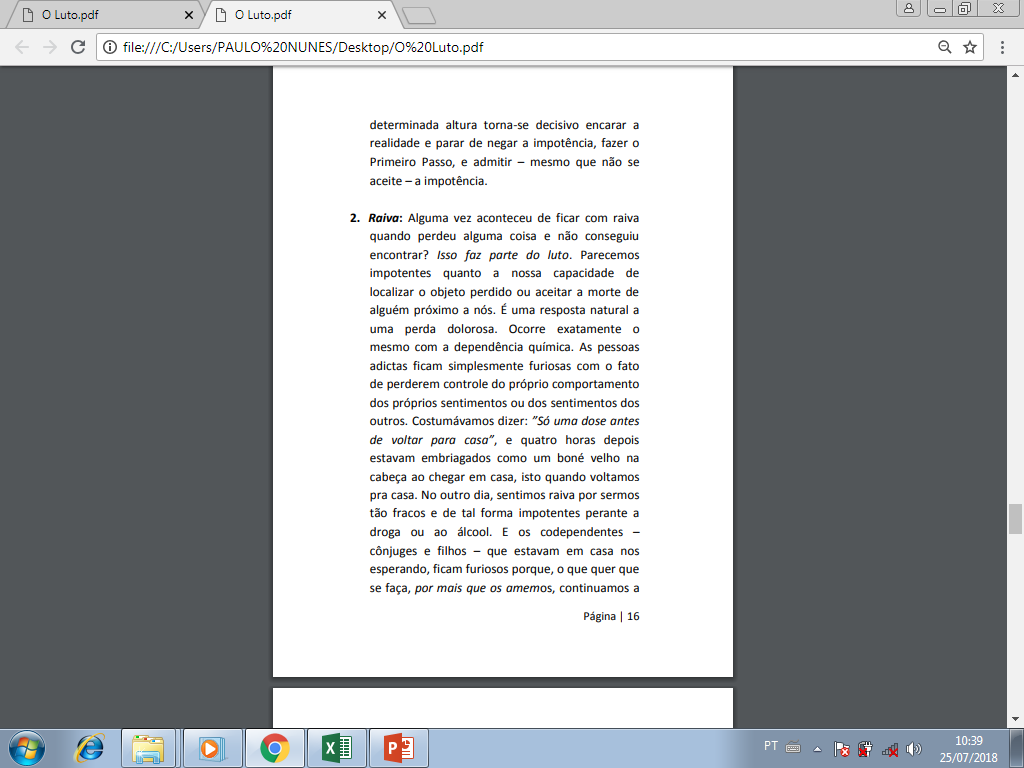 O Luto.pdf
O Luto.pdf
file:///C:/Users/PAULO%20NUNES/Desktop/O%20Luto.pdf
determinada altura torna-se decisivo encarar a
realidade e parar de negar a impotência, fazer o
Primeiro Passo, e admitir – mesmo que não se
aceite – a impotência.
2. Raiva: Alguma vez aconteceu de ficar com raiva
quando perdeu alguma coisa e não conseguiu
encontrar? Isso faz parte do luto. Parecemos
impotentes quanto a nossa capacidade de
localizar o objeto perdido ou aceitar a morte de
alguém próximo a nós. É uma resposta natural a
uma perda dolorosa. Ocorre exatamente o
mesmo com a dependência química. As pessoas
adictas ficam simplesmente furiosas com o fato
de perderem controle do próprio comportamento
dos próprios sentimentos ou dos sentimentos dos
outros. Costumávamos dizer: ”Só uma dose antes
de voltar para casa”, e quatro horas depois
estavam embriagados como um boné velho na
cabeça ao chegar em casa, isto quando voltamos
pra casa. No outro dia, sentimos raiva por sermos
tão fracos e de tal forma impotentes perante a
droga ou ao álcool. E os codependentes –
cônjuges e filhos – que estavam em casa nos
esperando, ficam furiosos porque, o que quer que
se faça, por mais que os amemos, continuamos a
Página | 16
PT
10:39
25/07/2018